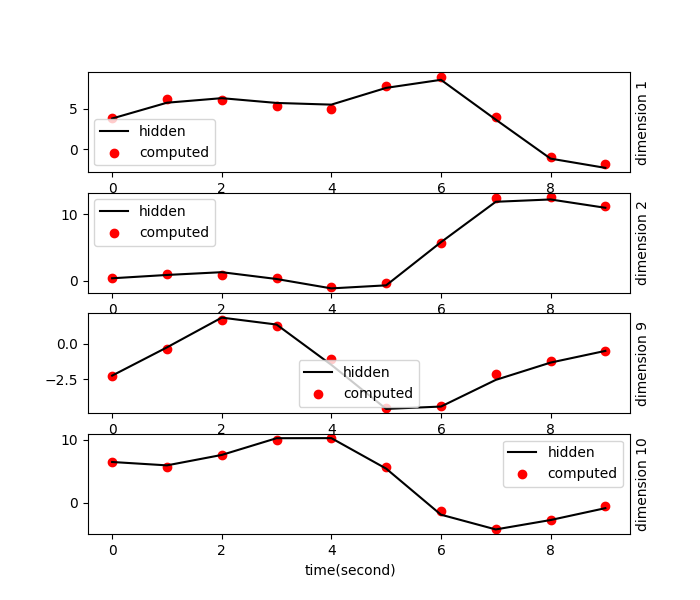 5
0
hidden
computed
dimension 1
0 2 4 6 8
10
0
hidden
computed
dimension 2
0 2 4 6 8
0.0
−2.5
hidden
computed
dimension 9
0 2 4 6 8
10
0
hidden
computed
dimension 10
0 2 4 6 8
time(second)